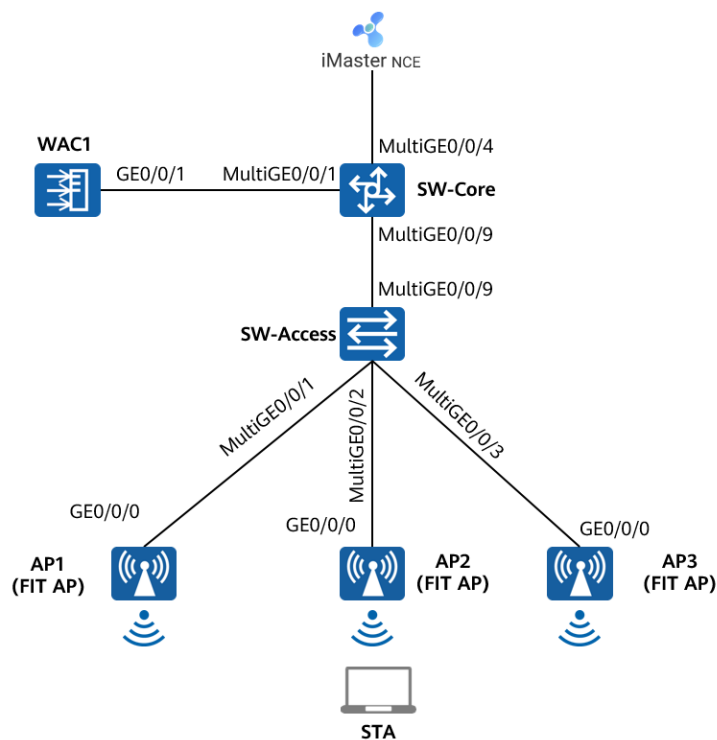 iMaster NCE
MultiGE0/0/4
WAC1
GE0/0/1
MultiGE0/0/1
SW-Core
MultiGE0/0/9
MultiGE0/0/9
SW-Access
MultiGE0/0/1
MultiGE0/0/2
MultiGE0/0/3
GE0/0/0
GE0/0/0
GE0/0/0
AP1
(FIT AP)
AP2
(FIT AP)
AP3
(FIT AP)
STA